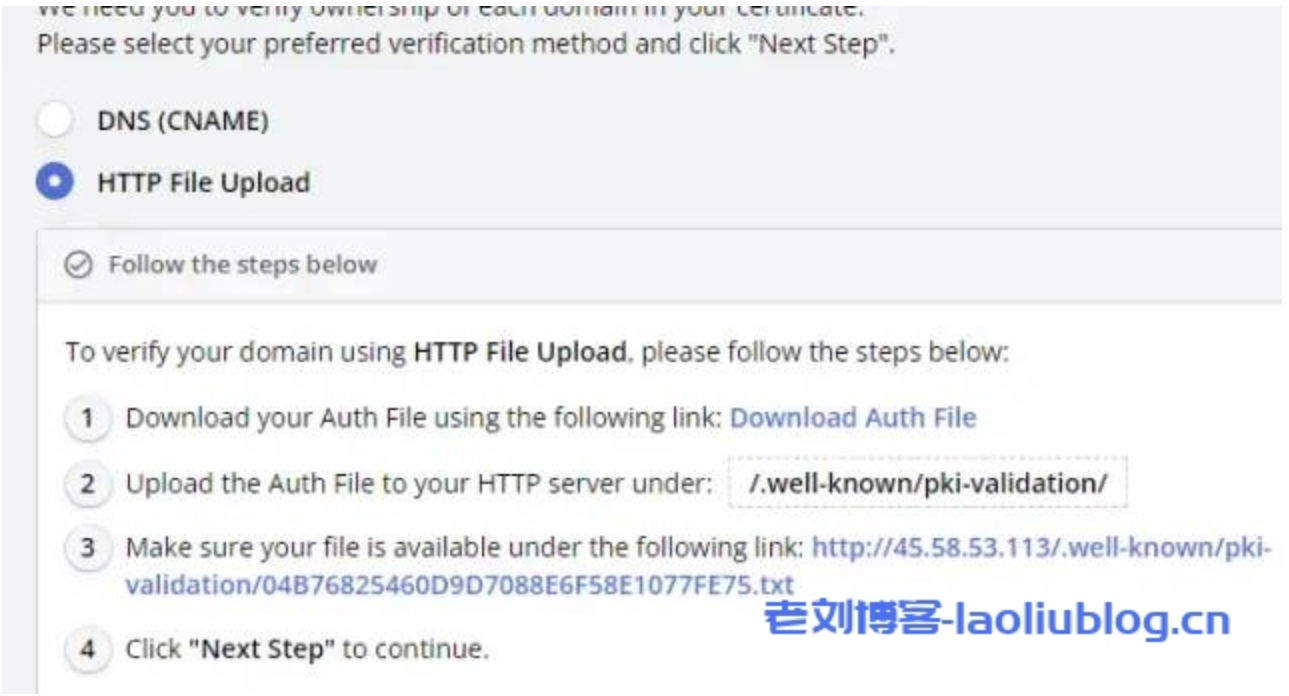 We need you to verify ownership of each domain in your certificate.
Please select your preferred verification method and click "Next Step".
DNS (CNAME)
HTTP File Upload
Follow the steps below
To verify your domain using HTTP File Upload, please follow the steps below:
1 Download your Auth File using the following link: Download Auth File
2 Upload the Auth File to your HTTP server under: /.well-known/pki-validation/
3 Make sure your file is available under the following link: http://45.58.53.113/.well-known/pki-
validation/04B76825460D9D7088E6F58E1077FE75.txt
老刘博客-laoliublog.cn
4 Click "Next Step" to continue.